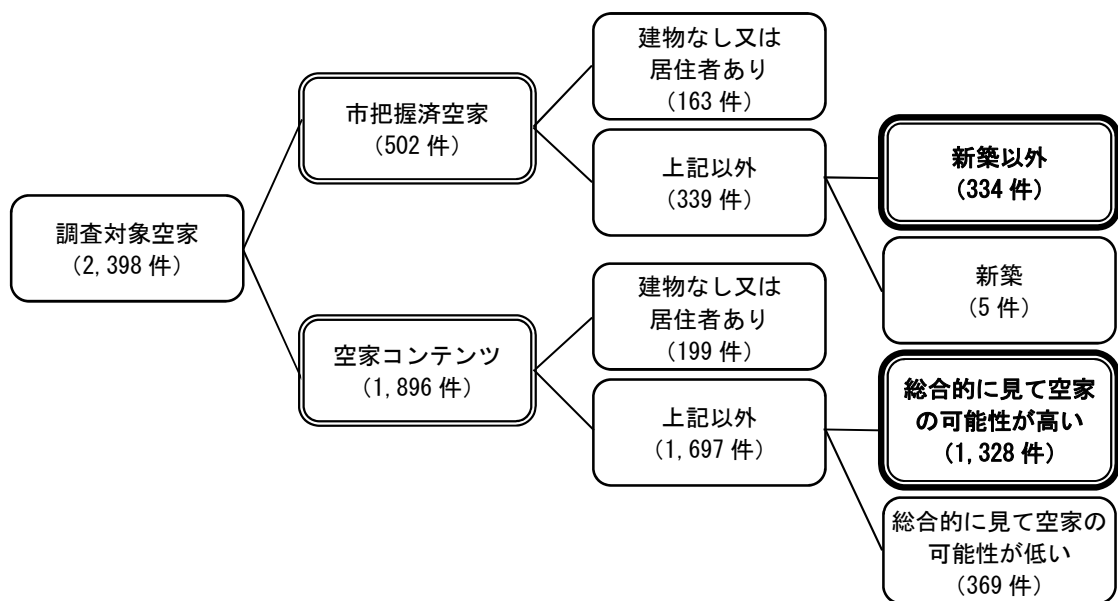 調査対象空家
(2,398 件)
市把握済空家
(502 件)
空家コンテンツ
(1,896 件)
建物なし又は
居住者あり
(163 件)
上記以外
(339 件)
建物なし又は
居住者あり
(199 件)
上記以外
(1,697 件)
新築以外
(334 件)
新築
(5 件)
総合的に見て空家
の可能性が高い
(1,328 件)
総合的に見て空家の
可能性が低い
(369 件)